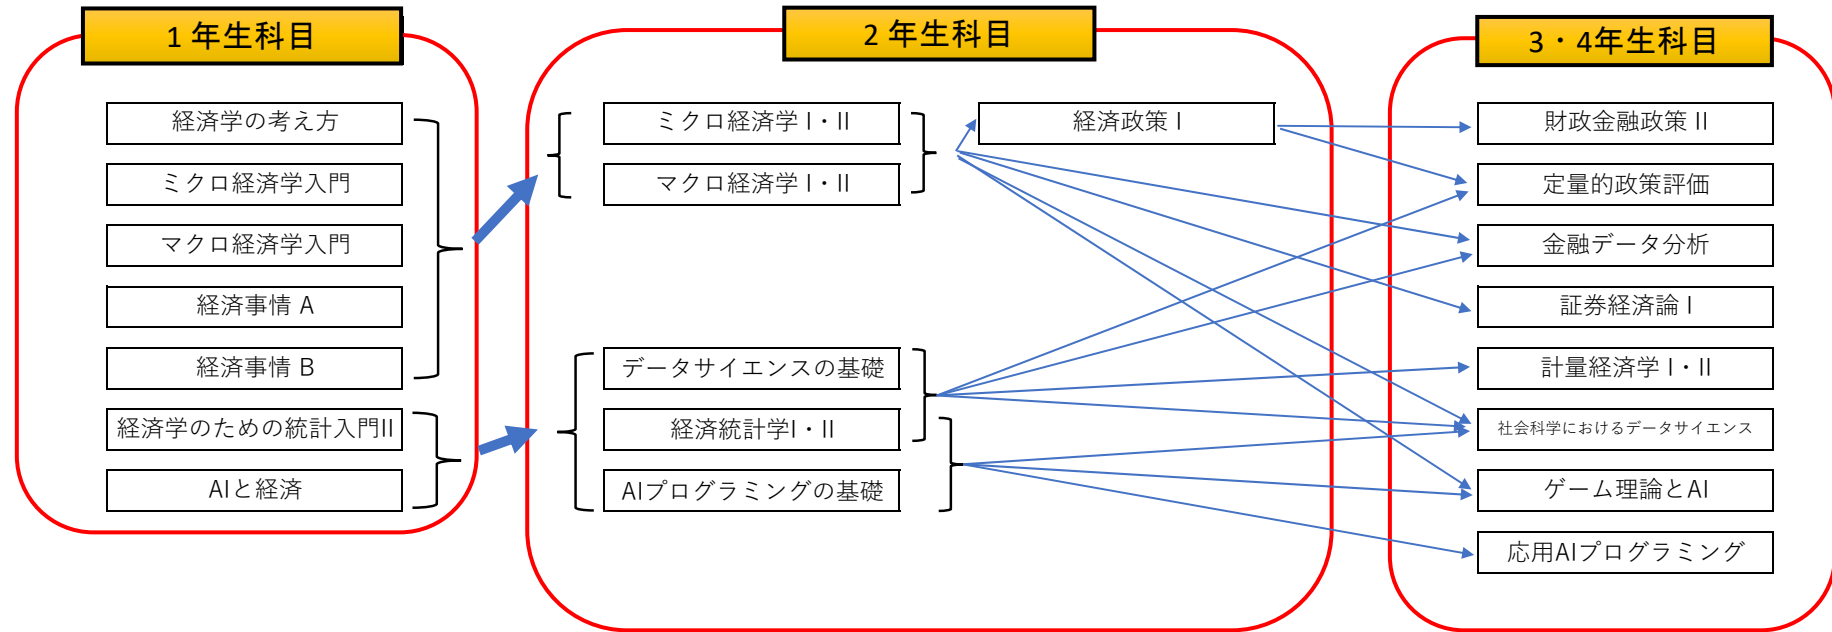 1年生科目
経済学の考え方
ミクロ経済学入門
マクロ経済学入門
経済事情 A
経済事情 B
経済学のための統計入門II
AIと経済
2年生科目
ミクロ経済学 I・II
マクロ経済学 I・II
経済政策 I
データサイエンスの基礎
経済統計学I・II
AIプログラミングの基礎
3・4年生科目
財政金融政策 II
定量的政策評価
金融データ分析
証券経済論 I
計量経済学 I・II
社会科学におけるデータサイエンス
ゲーム理論とAI
応用AIプログラミング